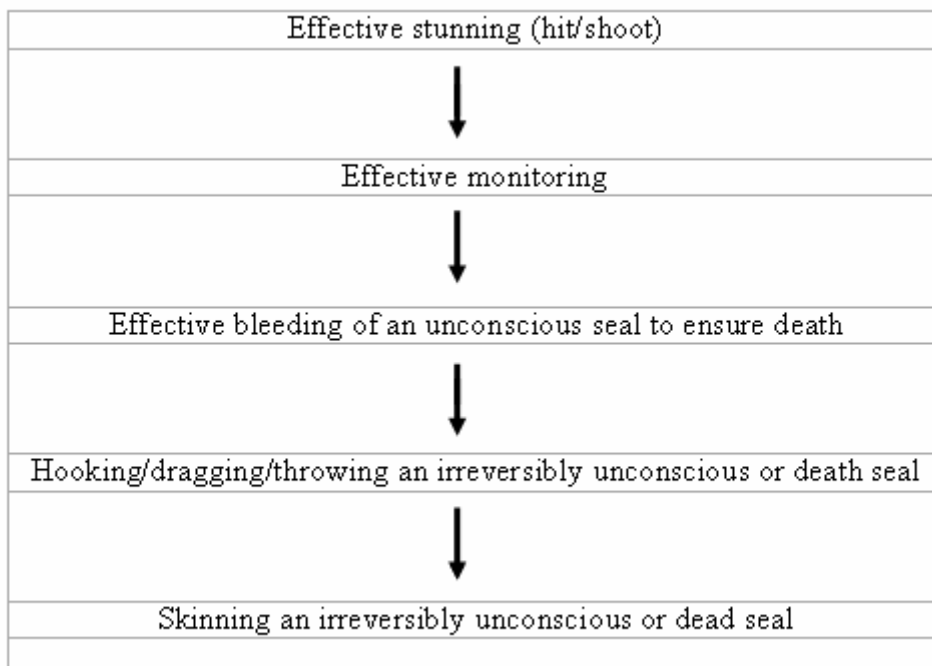 Effective stunning (hit/shoot)
Effective monitoring
Effective bleeding of an unconscious seal to ensure death
Hooking/dragging/throwing an irreversibly unconscious or death seal
Skinning an irreversibly unconscious or dead seal